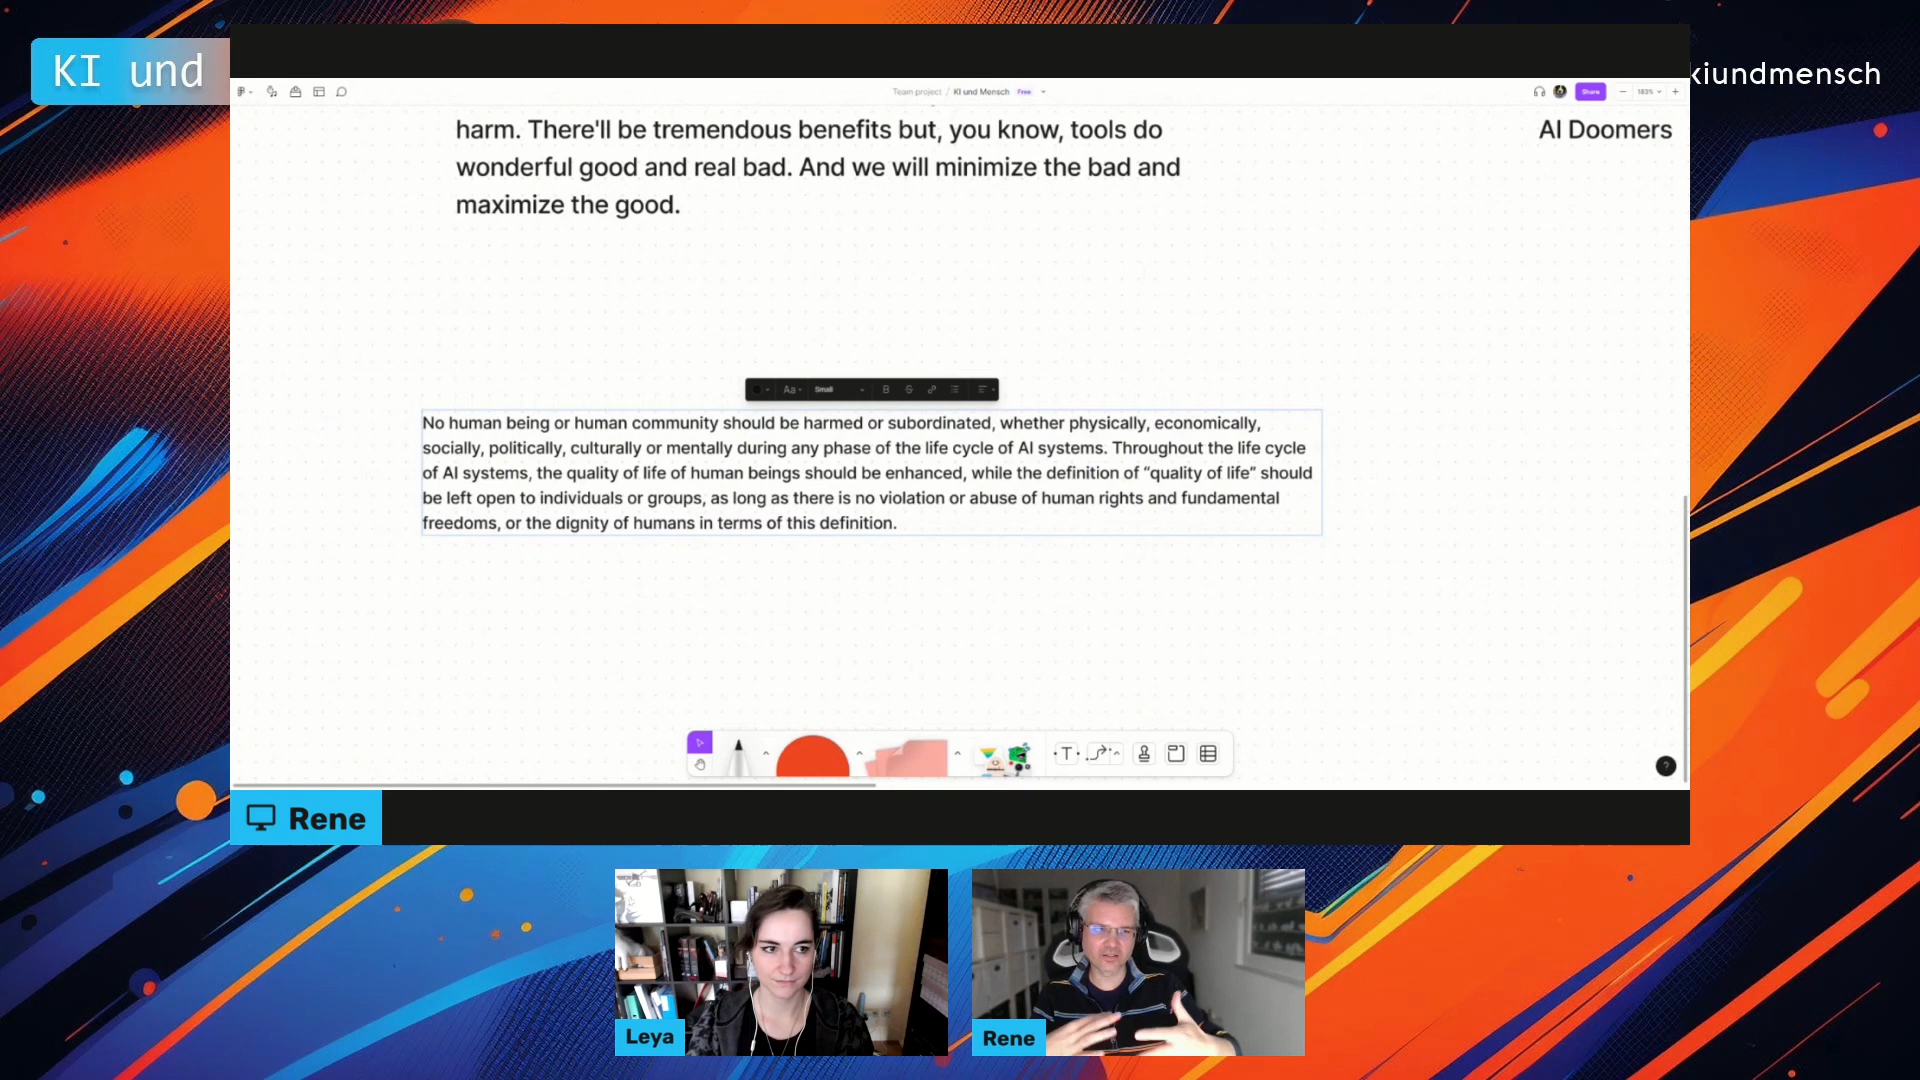 KI und
kiundmensch
Team project / KI und Mensch Free
Share
183%
harm. There'll be tremendous benefits but, you know, tools do
wonderful good and real bad. And we will minimize the bad and
maximize the good.
AI Doomers
Aa
Small
B
S
No human being or human community should be harmed or subordinated, whether physically, economically,
socially, politically, culturally or mentally during any phase of the life cycle of AI systems. Throughout the life cycle
of AI systems, the quality of life of human beings should be enhanced, while the definition of “quality of life” should
be left open to individuals or groups, as long as there is no violation or abuse of human rights and fundamental
freedoms, or the dignity of humans in terms of this definition.
T
?
Rene
Leya
Rene